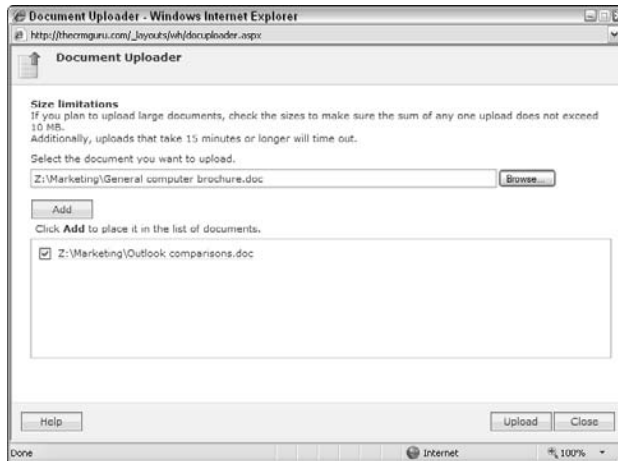 Document Uploader - Windows Internet Explorer
http://thecrmguru.com/_layouts/wh/docuploader.aspx
Document Uploader
Size limitations
If you plan to upload large documents, check the sizes to make sure the sum of any one upload does not exceed
10 MB.
Additionally, uploads that take 15 minutes or longer will time out.
Select the document you want to upload.
Z:\Marketing\General computer brochure.doc Browse...
Add
Click Add to place it in the list of documents.
Z:\Marketing\Outlook comparisons.doc
Help Upload Close
Done Internet 100%